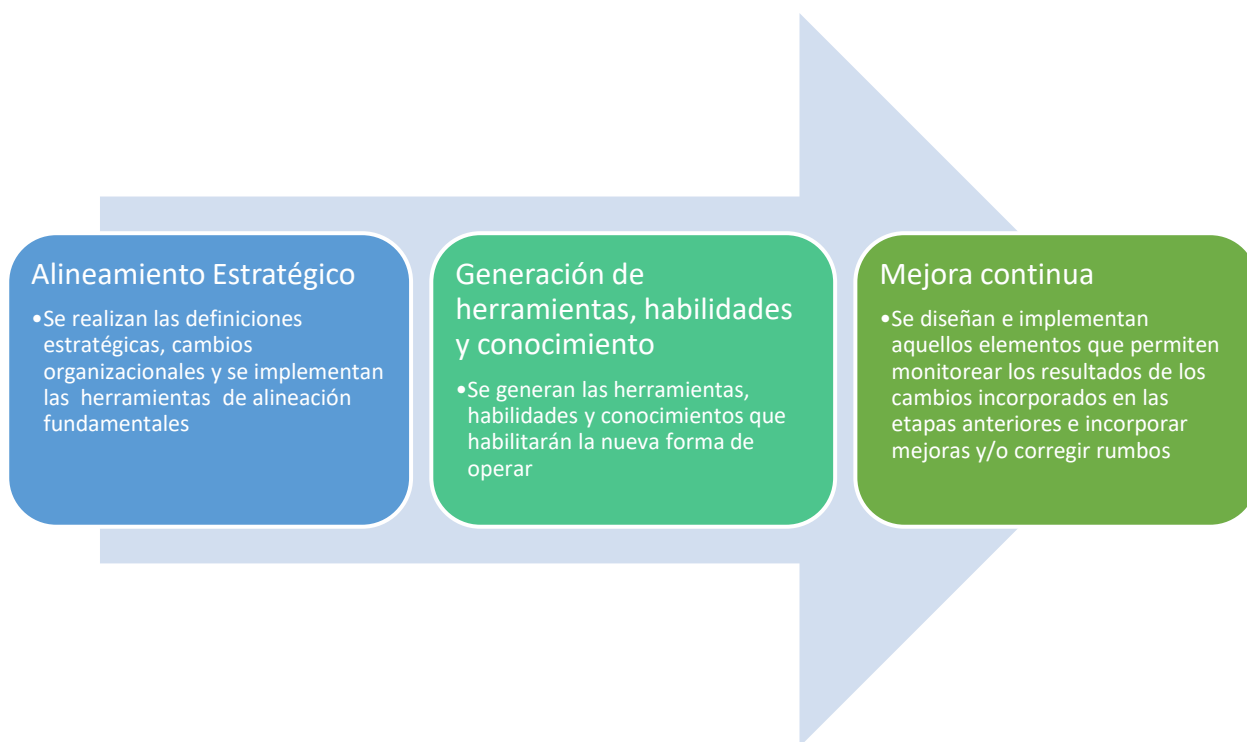 Alineamiento Estratégico
•Se realizan las definiciones
estratégicas, cambios
organizacionales y se implementan
las herramientas de alineación
fundamentales
Generación de
herramientas, habilidades
y conocimiento
•Se generan las herramientas,
habilidades y conocimientos que
habilitarán la nueva forma de
operar
Mejora continua
•Se diseñan e implementan
aquellos elementos que permiten
monitorear los resultados de los
cambios incorporados en las
etapas anteriores e incorporar
mejoras y/o corregir rumbos